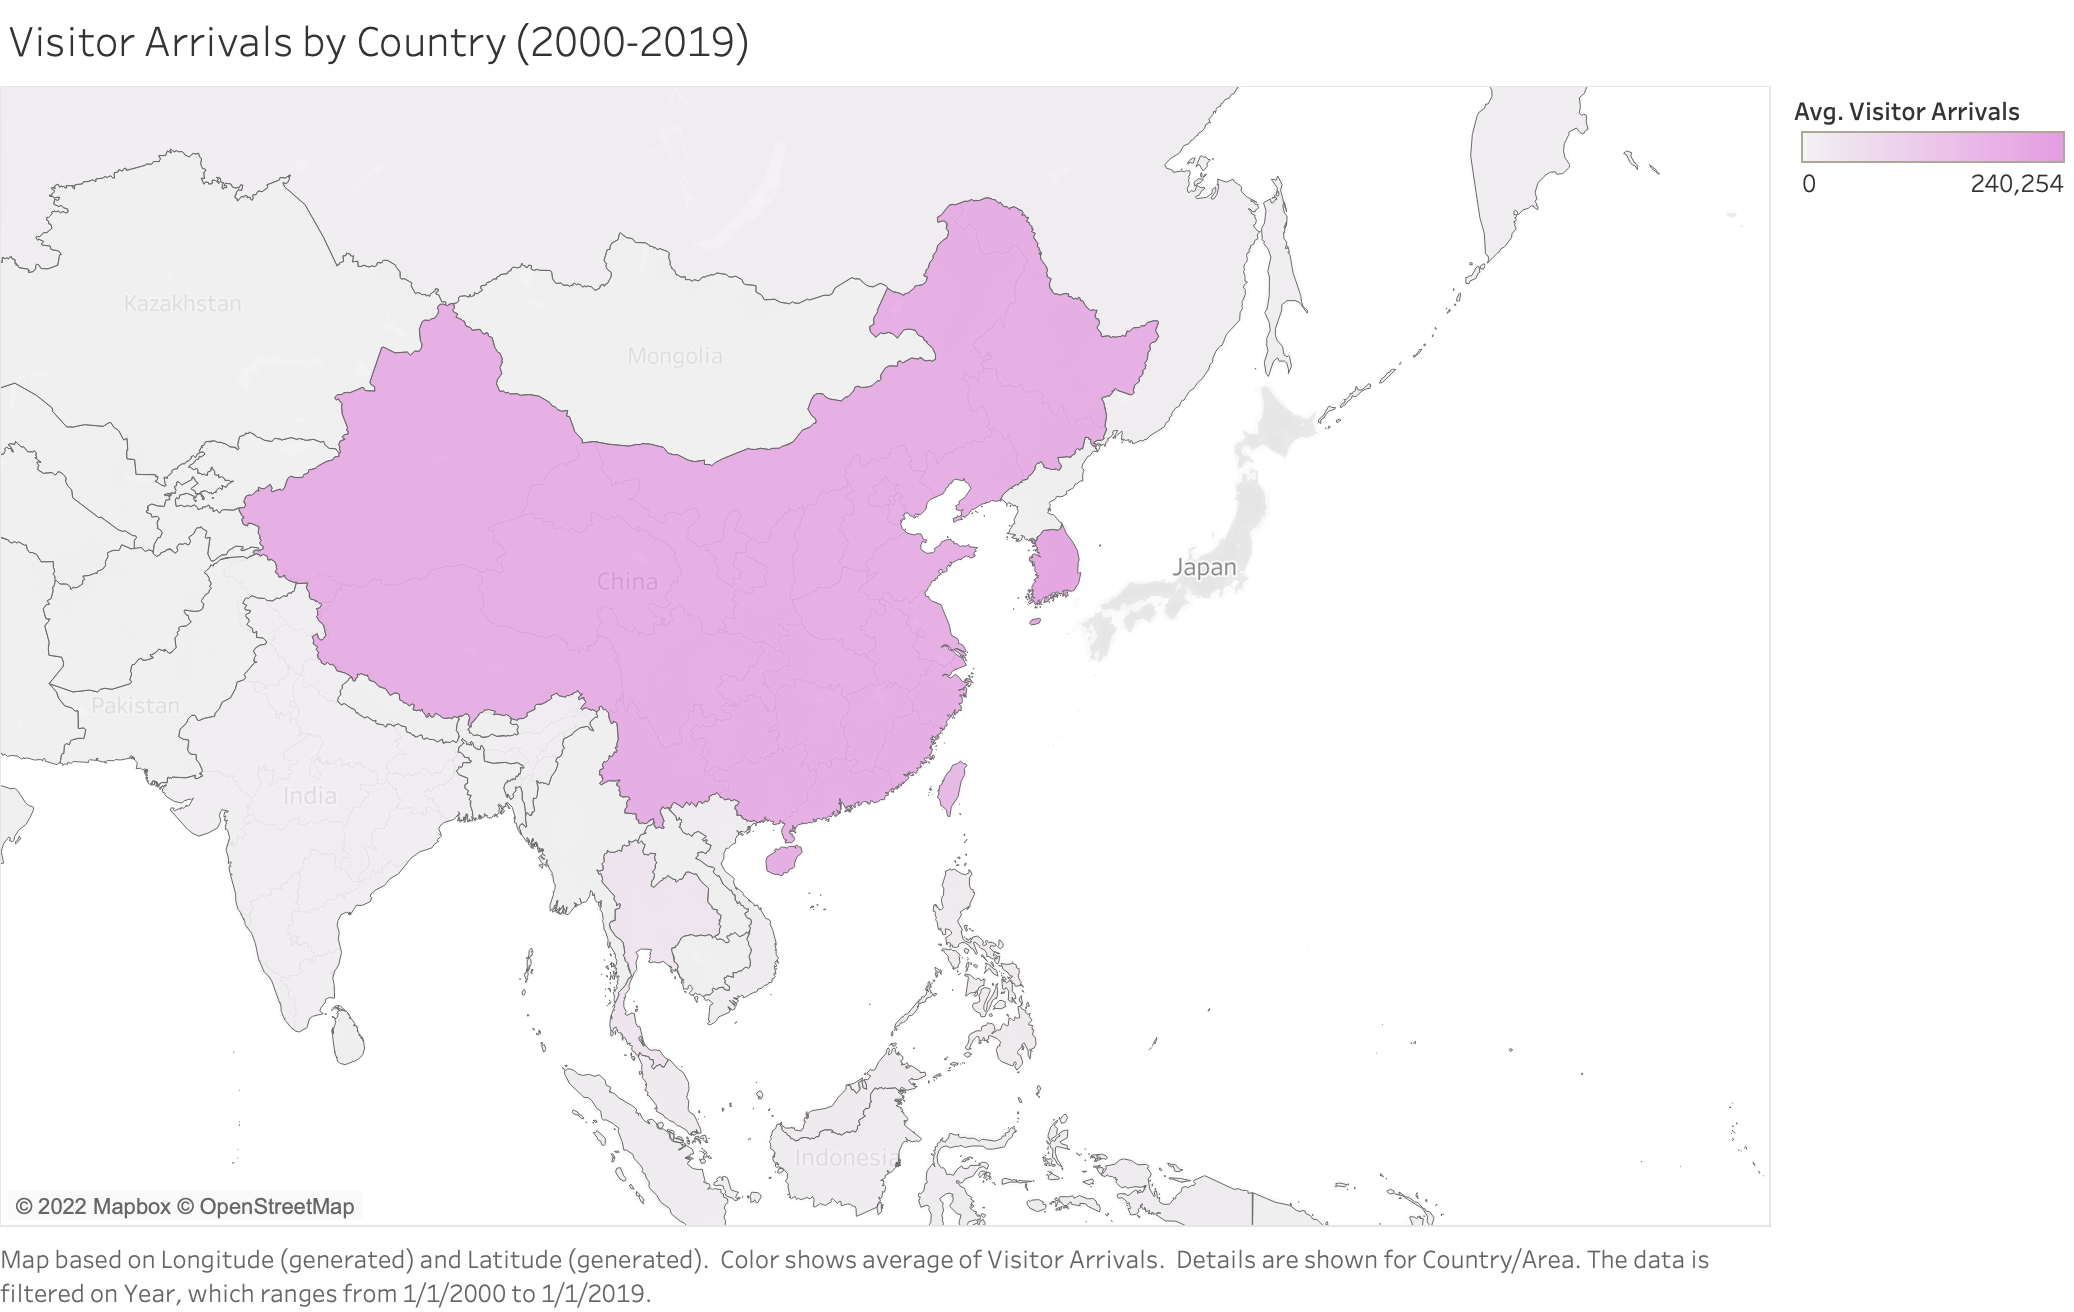 Visitor Arrivals by Country (2000-2019)
Avg. Visitor Arrivals
0 240,254
Kazakhstan
Mongolia
China
Japan
Pakistan
India
Indonesia
© 2022 Mapbox © OpenStreetMap
Map based on Longitude (generated) and Latitude (generated).  Color shows average of Visitor Arrivals.  Details are shown for Country/Area. The data is
filtered on Year, which ranges from 1/1/2000 to 1/1/2019.